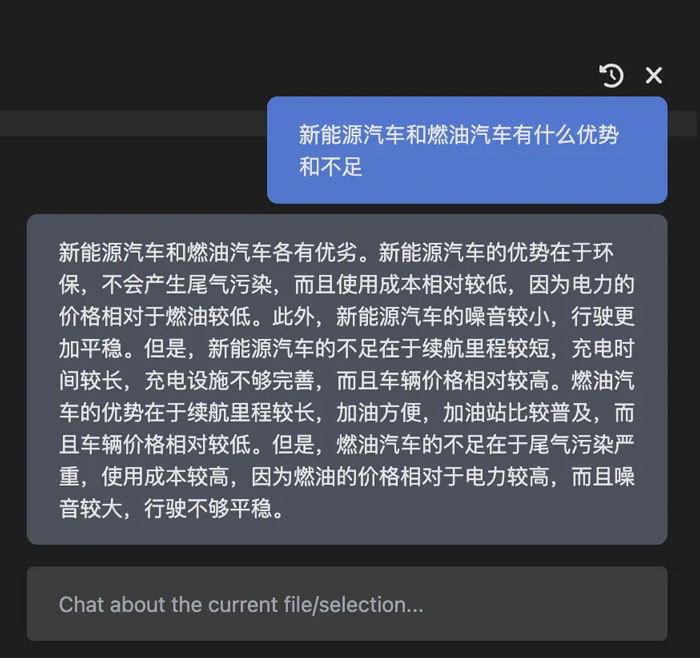 新能源汽车和燃油汽车有什么优势
和不足
新能源汽车和燃油汽车各有优劣。新能源汽车的优势在于环
保，不会产生尾气污染，而且使用成本相对较低，因为电力的
价格相对于燃油较低。此外，新能源汽车的噪音较小，行驶更
加平稳。但是，新能源汽车的不足在于续航里程较短，充电时
间较长，充电设施不够完善，而且车辆价格相对较高。燃油汽
车的优势在于续航里程较长，加油方便，加油站比较普及，而
且车辆价格相对较低。但是，燃油汽车的不足在于尾气污染严
重，使用成本较高，因为燃油的价格相对于电力较高，而且噪
音较大，行驶不够平稳。
Chat about the current file/selection...